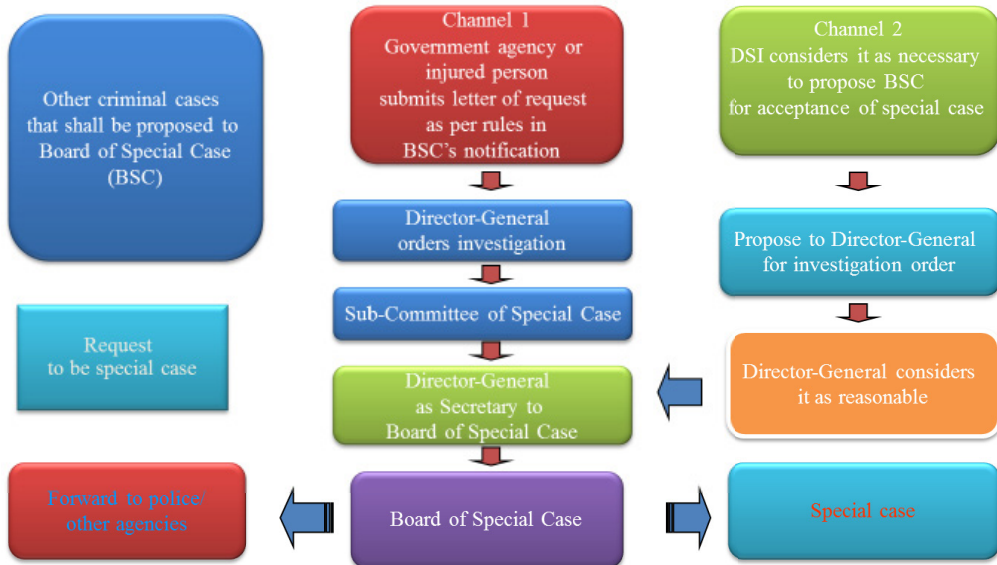 Other criminal cases
that shall be proposed to
Board of Special Case
(BSC)
Channel 1
Government agency or
injured person
submits letter of request
as per rules in
BSC's notification
Channel 2
DSI considers it as necessary
to propose BSC
for acceptance of special case
Director-General
orders investigation
Propose to Director-General
for investigation order
Request
to be special case
Sub-Committee of Special Case
Director-General
as Secretary to
Board of Special Case
Director-General considers
it as reasonable
Forward to police/
other agencies
Board of Special Case
Special case